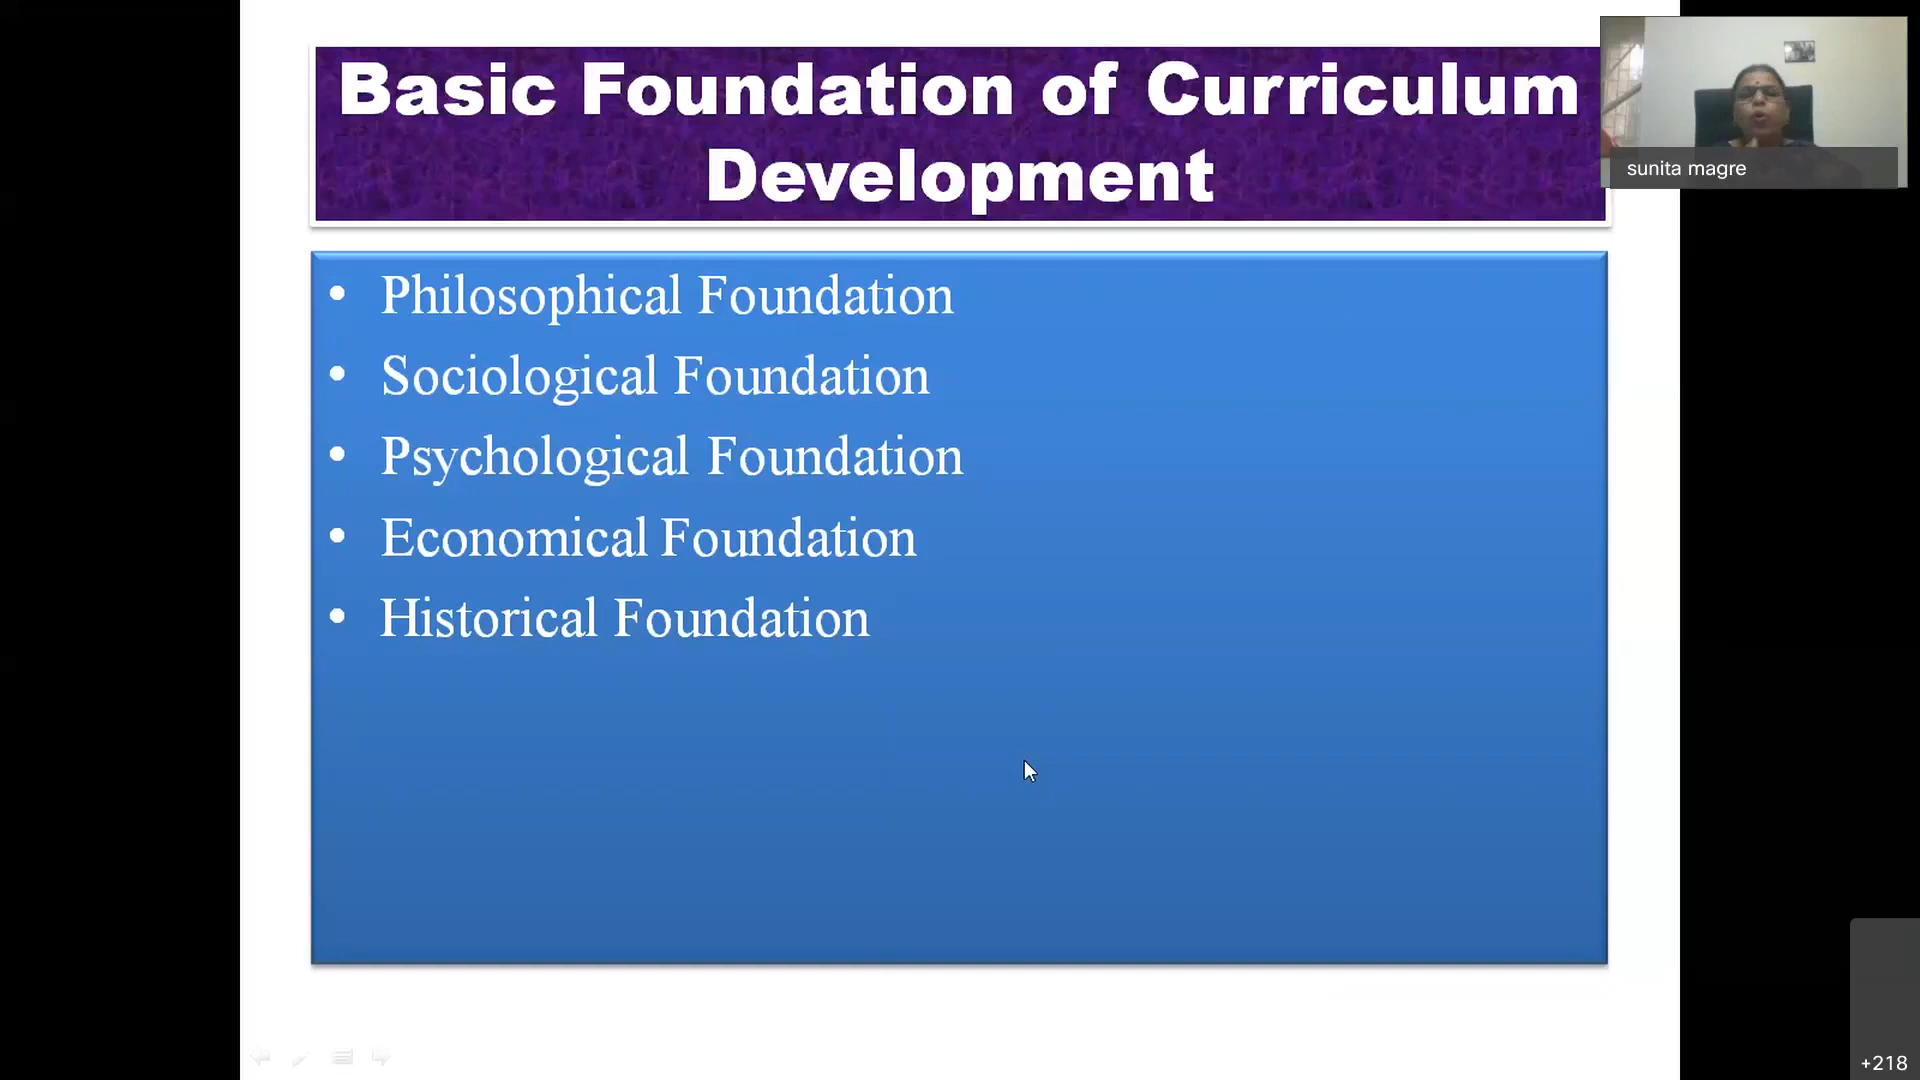 Basic Foundation of Curriculum
Development
sunita magre
• Philosophical Foundation
• Sociological Foundation
• Psychological Foundation
• Economical Foundation
• Historical Foundation
+218